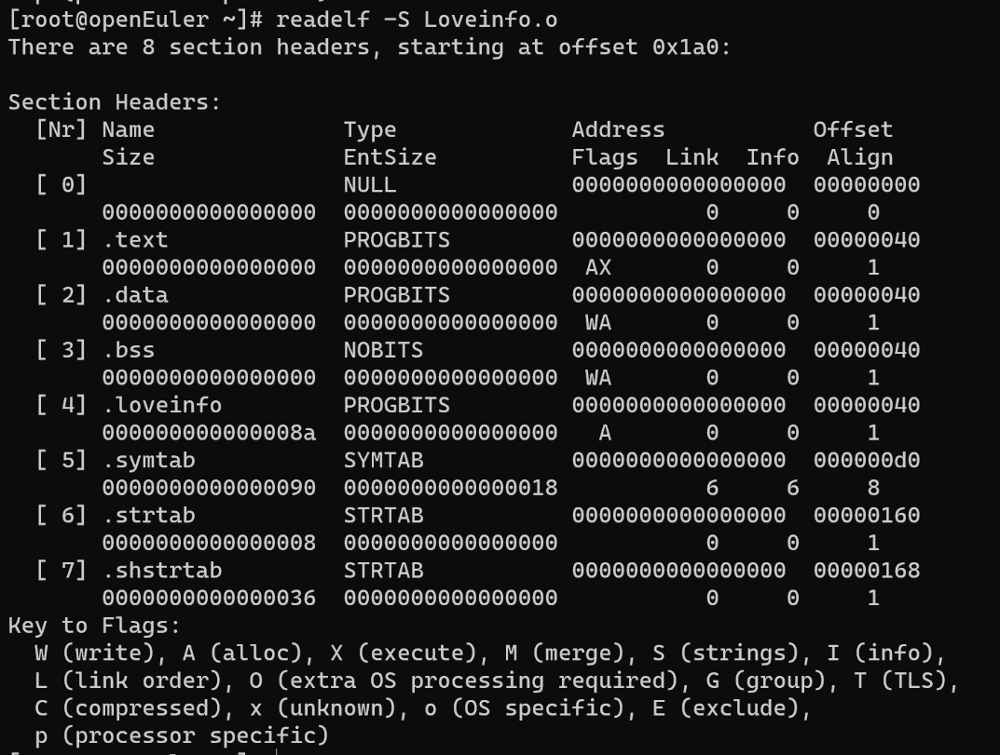 [root@openEuler ~]# readelf -S Loveinfo.o
There are 8 section headers, starting at offset 0x1a0:
Section Headers:
  [Nr] Name              Type             Address           Offset
       Size              EntSize          Flags  Link  Info  Align
  [ 0]                   NULL             0000000000000000  00000000
       0000000000000000  0000000000000000           0     0     0
  [ 1] .text             PROGBITS         0000000000000000  00000040
       0000000000000000  0000000000000000  AX       0     0     1
  [ 2] .data             PROGBITS         0000000000000000  00000040
       0000000000000000  0000000000000000  WA       0     0     1
  [ 3] .bss              NOBITS           0000000000000000  00000040
       0000000000000000  0000000000000000  WA       0     0     1
  [ 4] .loveinfo         PROGBITS         0000000000000000  00000040
       000000000000008a  0000000000000000   A       0     0     1
  [ 5] .symtab           SYMTAB           0000000000000000  000000d0
       0000000000000090  0000000000000018           6     6     8
  [ 6] .strtab           STRTAB           0000000000000000  00000160
       0000000000000008  0000000000000000           0     0     1
  [ 7] .shstrtab         STRTAB           0000000000000000  00000168
       0000000000000036  0000000000000000           0     0     1
Key to Flags:
  W (write), A (alloc), X (execute), M (merge), S (strings), I (info),
  L (link order), O (extra OS processing required), G (group), T (TLS),
  C (compressed), x (unknown), o (OS specific), E (exclude),
  p (processor specific)